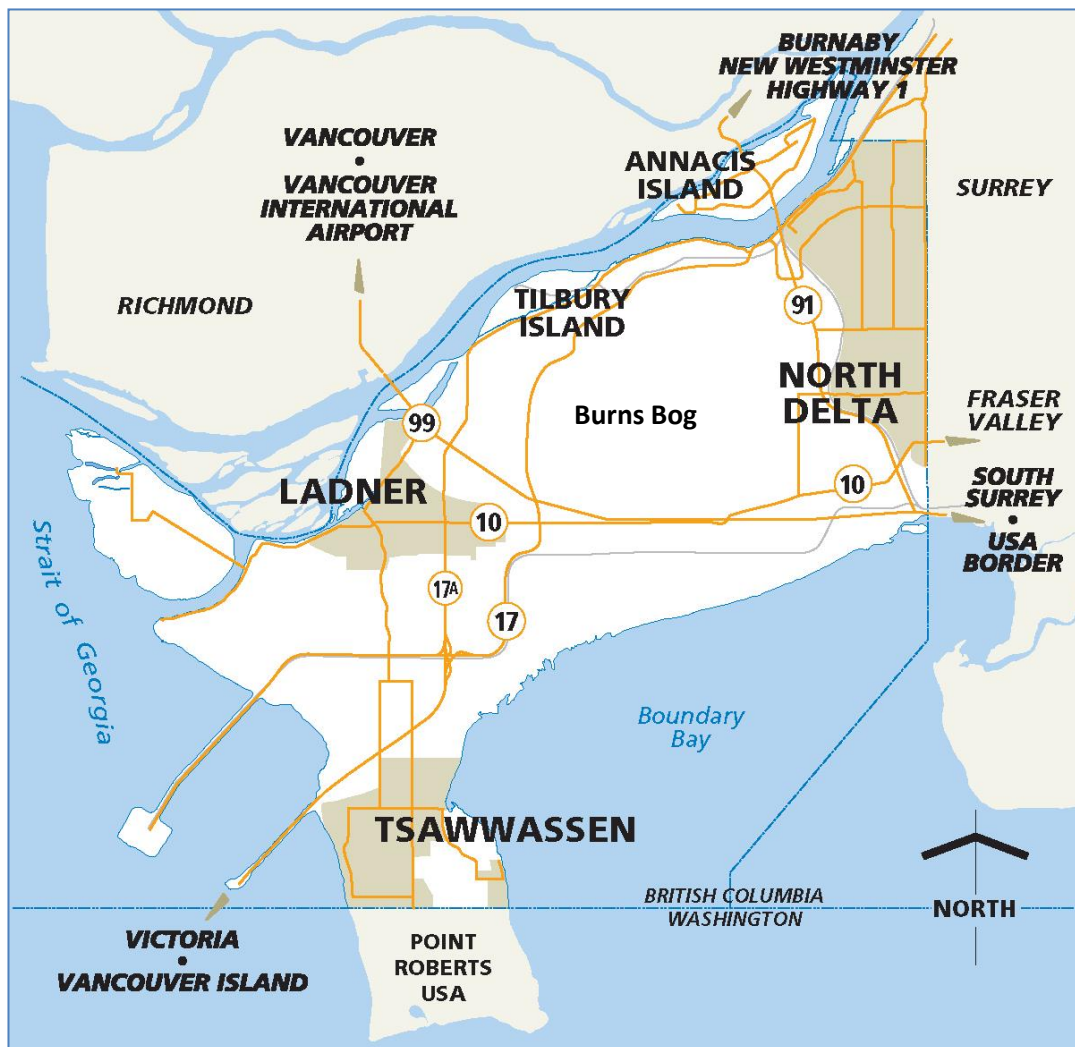 BURNABY
NEW WESTMINSTER
HIGHWAY 1
VANCOUVER
•
VANCOUVER
INTERNATIONAL
AIRPORT
ANNACIS
ISLAND
SURREY
RICHMOND
TILBURY
ISLAND
91
NORTH
DELTA
FRASER
VALLEY
99
Burns Bog
LADNER
10
10
SOUTH
SURREY
•
USA
BORDER
Strait of Georgia
17A
17
Boundary
Bay
TSAWWASSEN
BRITISH COLUMBIA
WASHINGTON
NORTH
VICTORIA
•
VANCOUVER ISLAND
POINT
ROBERTS
USA